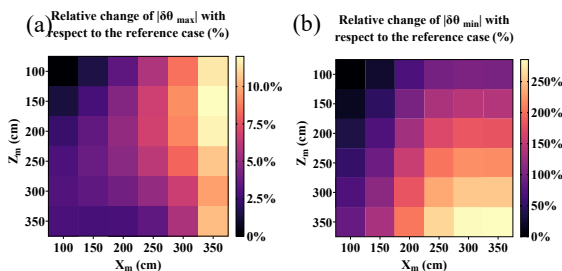 (a)
Relative change of |δθ max| with
respect to the reference case (%)
100
150
200
250
300
350
Zm (cm)
100 150 200 250 300 350
Xm (cm)
10.0%
7.5%
5.0%
2.5%
0%
(b)
Relative change of |δθ min| with
respect to the reference case (%)
100
150
200
250
300
350
Zm (cm)
100 150 200 250 300 350
Xm (cm)
250%
200%
150%
100%
50%
0%